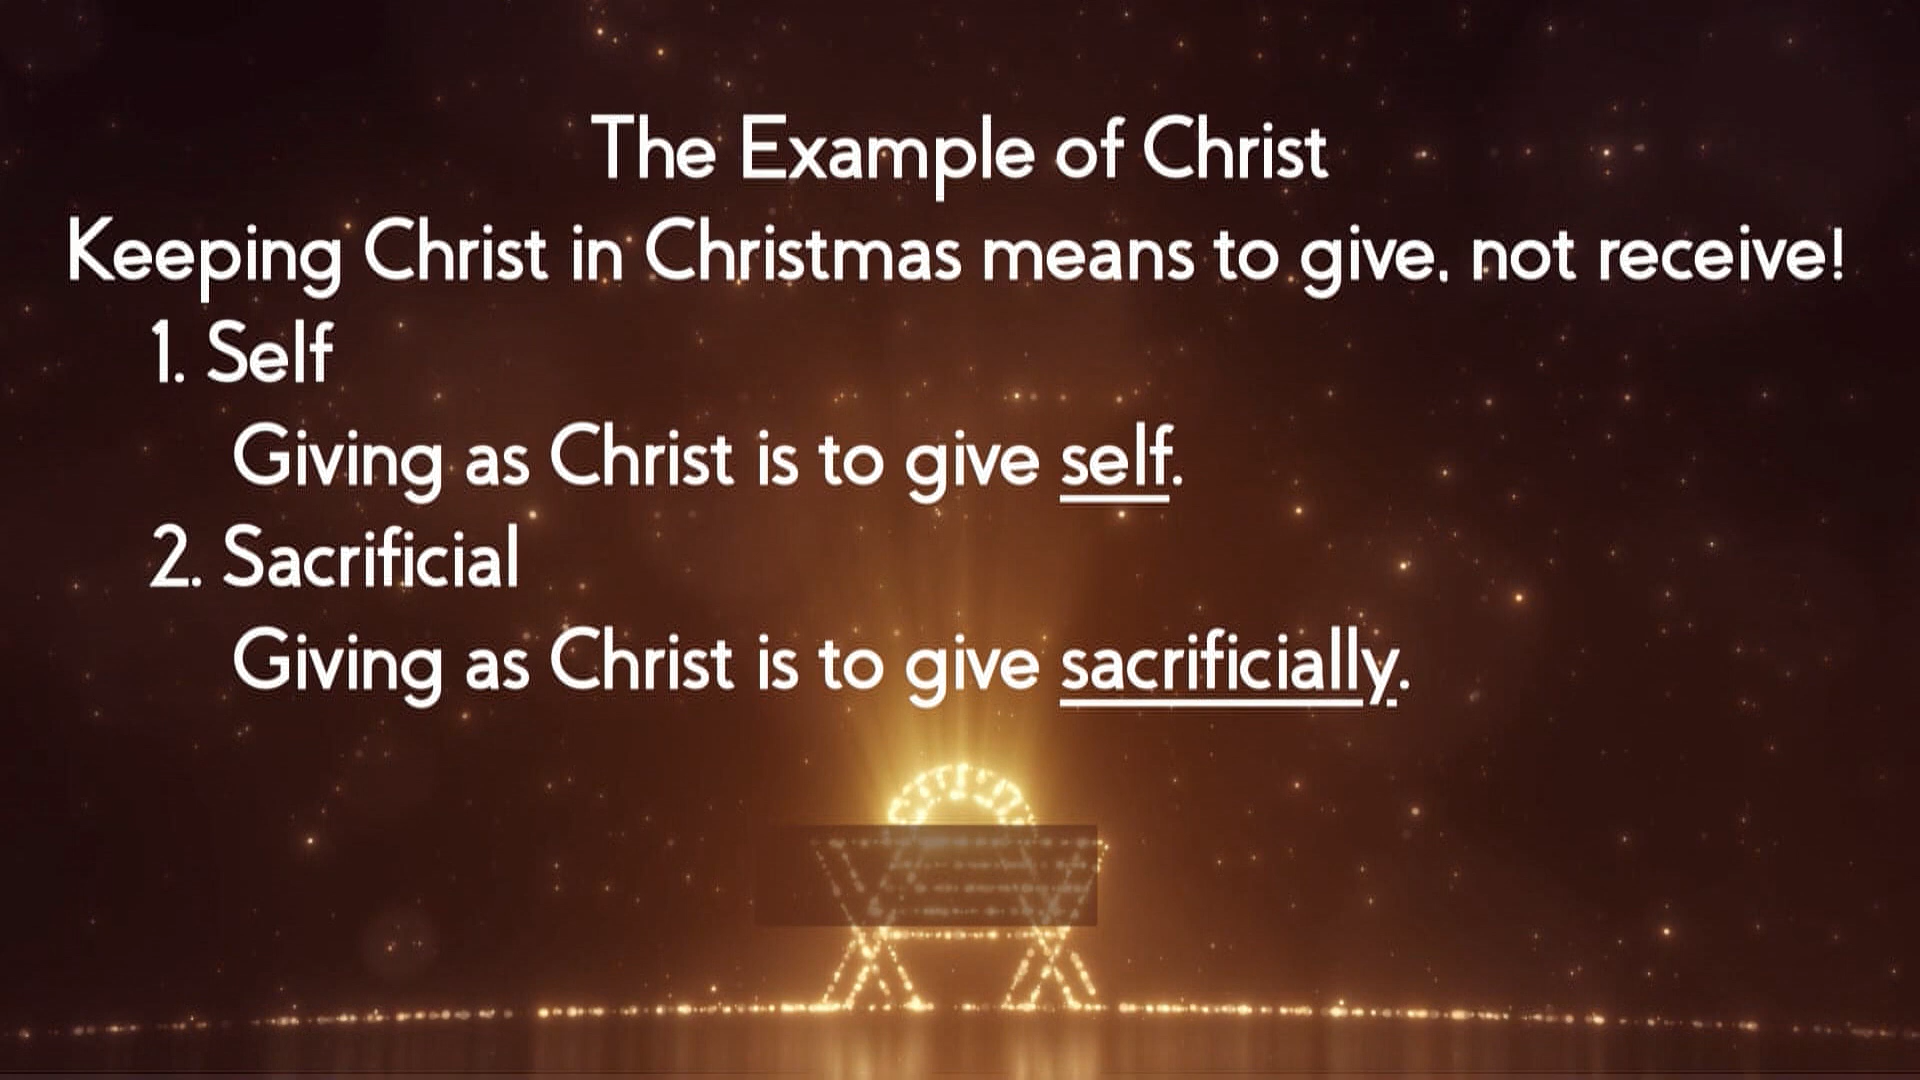 The Example of Christ
Keeping Christ in Christmas means to give. not receive!
1. Self
Giving as Christ is to give self.
2. Sacrificial
Giving as Christ is to give sacrificially.